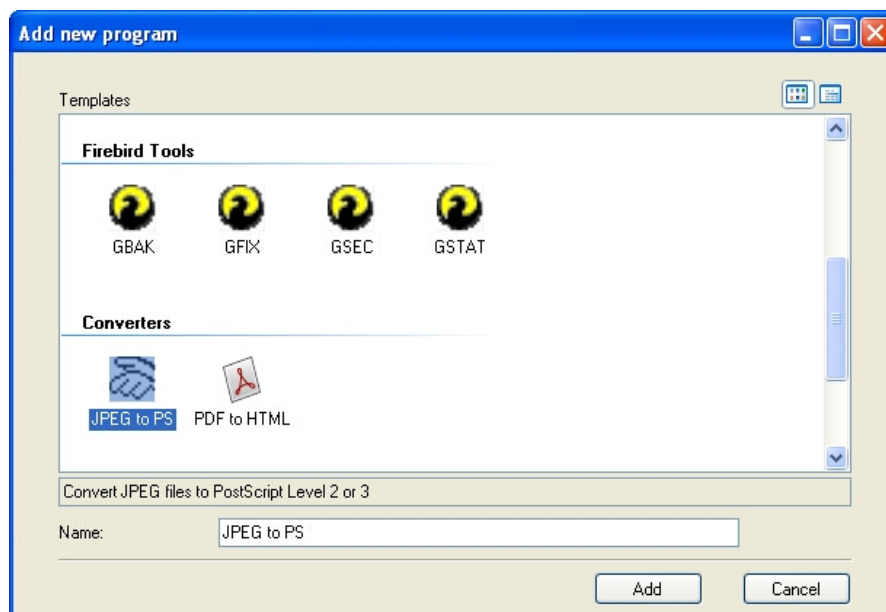 Add new program
Templates
Firebird Tools
GBAK GFIX GSEC GSTAT
Converters
JPEG to PS PDF to HTML
Convert JPEG files to PostScript Level 2 or 3
Name: JPEG to PS
Add Cancel